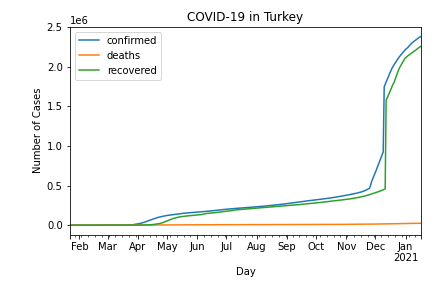 COVID-19 in Turkey
1e6
2.5
2.0
1.5
1.0
0.5
0.0
Number of Cases
confirmed
deaths
recovered
Feb Mar Apr May Jun Jul Aug Sep Oct Nov Dec Jan
2021
Day